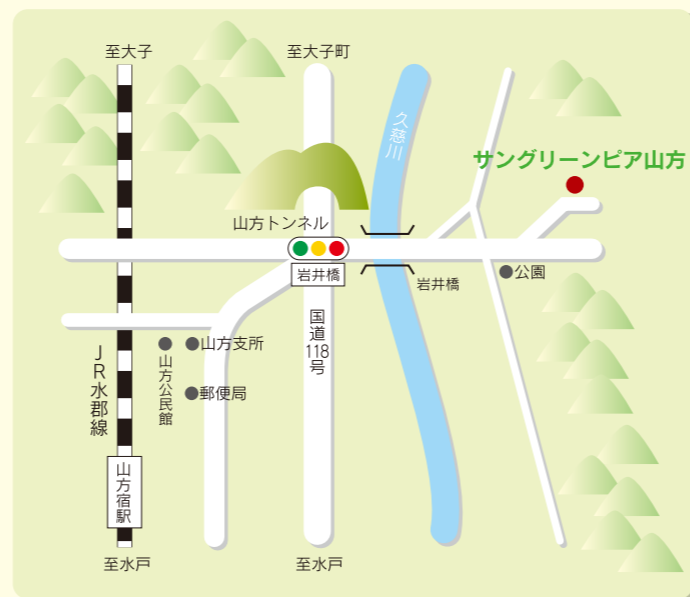 至大子
至大子町
久慈川
サングリーンピア山方
山方トンネル
岩井橋
岩井橋
公園
国道118号
山方支所
山方公民館
郵便局
JR水郡線
山方宿駅
至水戸
至水戸